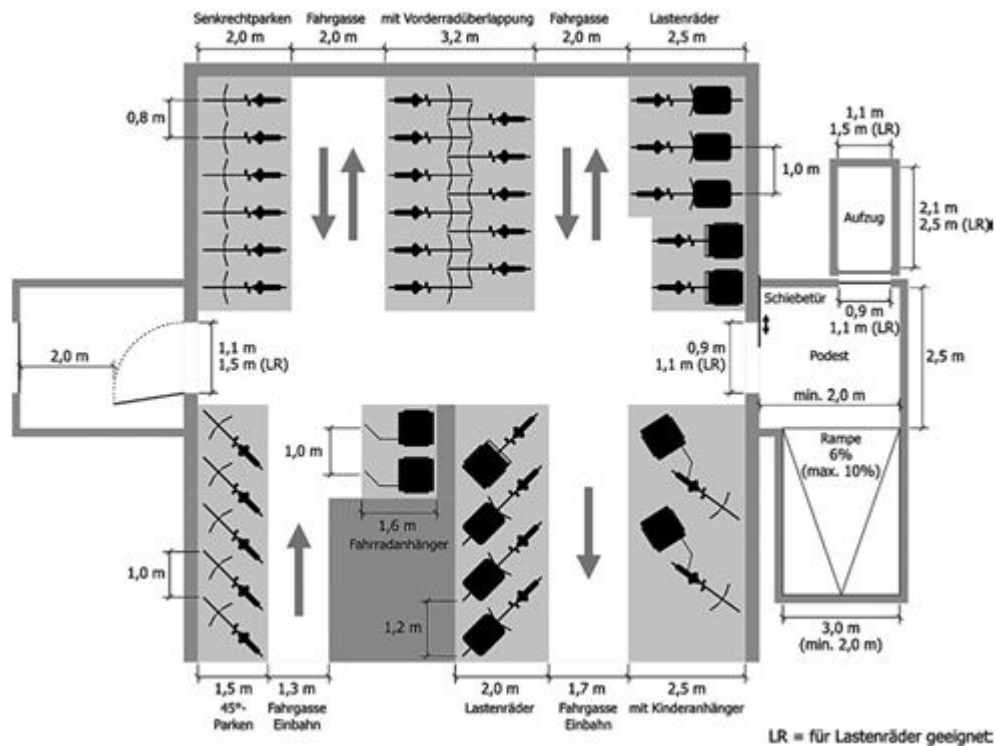 Senkrechtparken
2,0 m
Fahrgasse
2,0 m
mit Vorderradüberlappung
3,2 m
Fahrgasse
2,0 m
Lastenräder
2,5 m
0,8 m
1,0 m
1,1 m
1,5 m (LR)
Aufzug
2,1 m
2,5 m (LR)
Schiebetür
0,9 m
1,1 m (LR)
2,0 m
1,1 m
1,5 m (LR)
0,9 m
1,1 m (LR)
Podest
2,5 m
min. 2,0 m
1,0 m
Rampe
6%
(max. 10%)
1,6 m
Fahrradanhänger
1,0 m
1,2 m
3,0 m
(min. 2,0 m)
1,5 m
45°-
Parken
1,3 m
Fahrgasse
Einbahn
2,0 m
Lastenräder
1,7 m
Fahrgasse
Einbahn
2,5 m
mit Kinderanhänger
LR = für Lastenräder geeignet